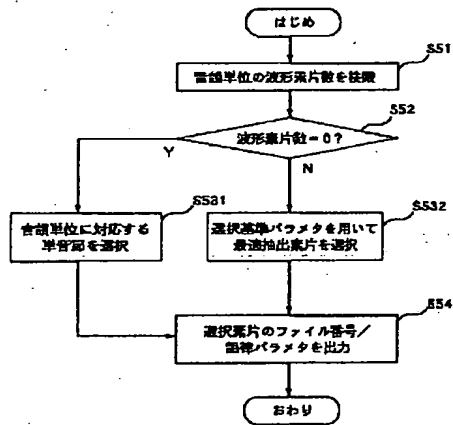 はじめ
S51
音韻単位の波形素片数を検索
S52
波形素片数=0?
Y
N
S531
音韻単位に対応する
単音節を選択
S532
選択基準パラメタを用いて
最適抽出素片を選択
S54
選択素片のファイル番号/
韻律パラメタを出力
おわり